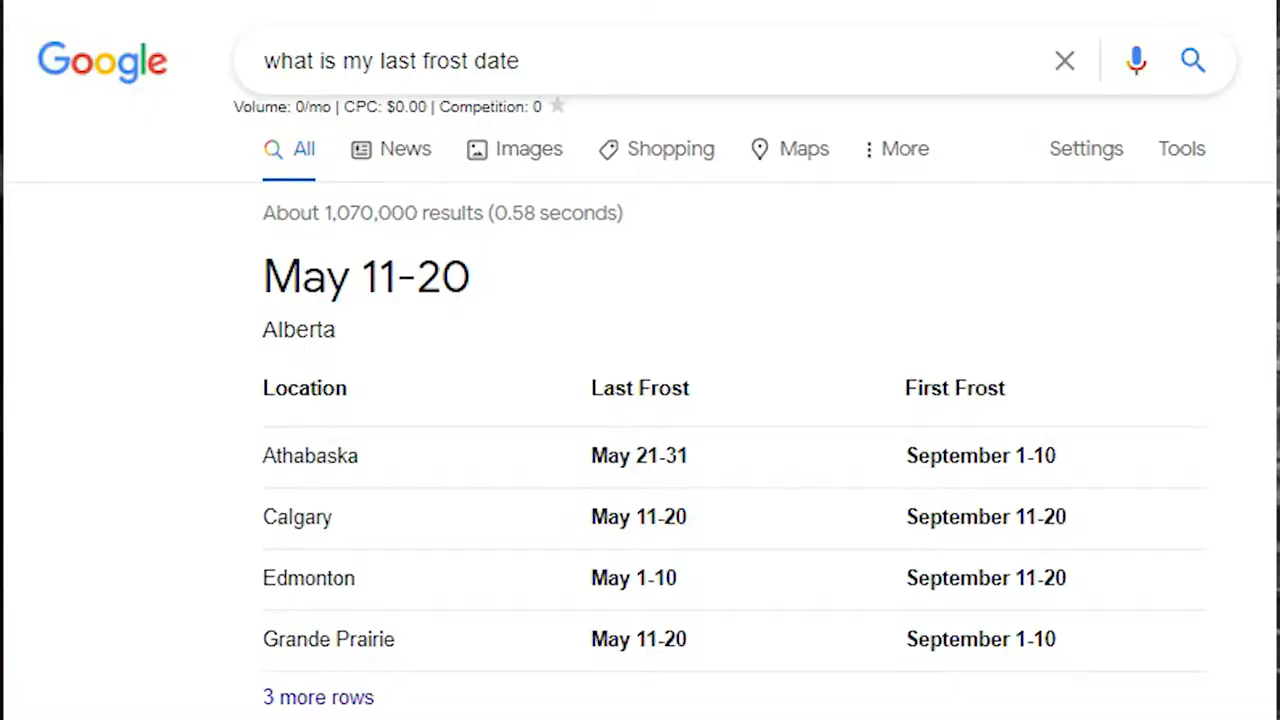 Google
what is my last frost date
Volume: 0/mo | CPC: $0.00 | Competition: 0
All News Images Shopping Maps More Settings Tools
About 1,070,000 results (0.58 seconds)
May 11-20
Alberta
Location Last Frost First Frost
Athabaska May 21-31 September 1-10
Calgary May 11-20 September 11-20
Edmonton May 1-10 September 11-20
Grande Prairie May 11-20 September 1-10
3 more rows